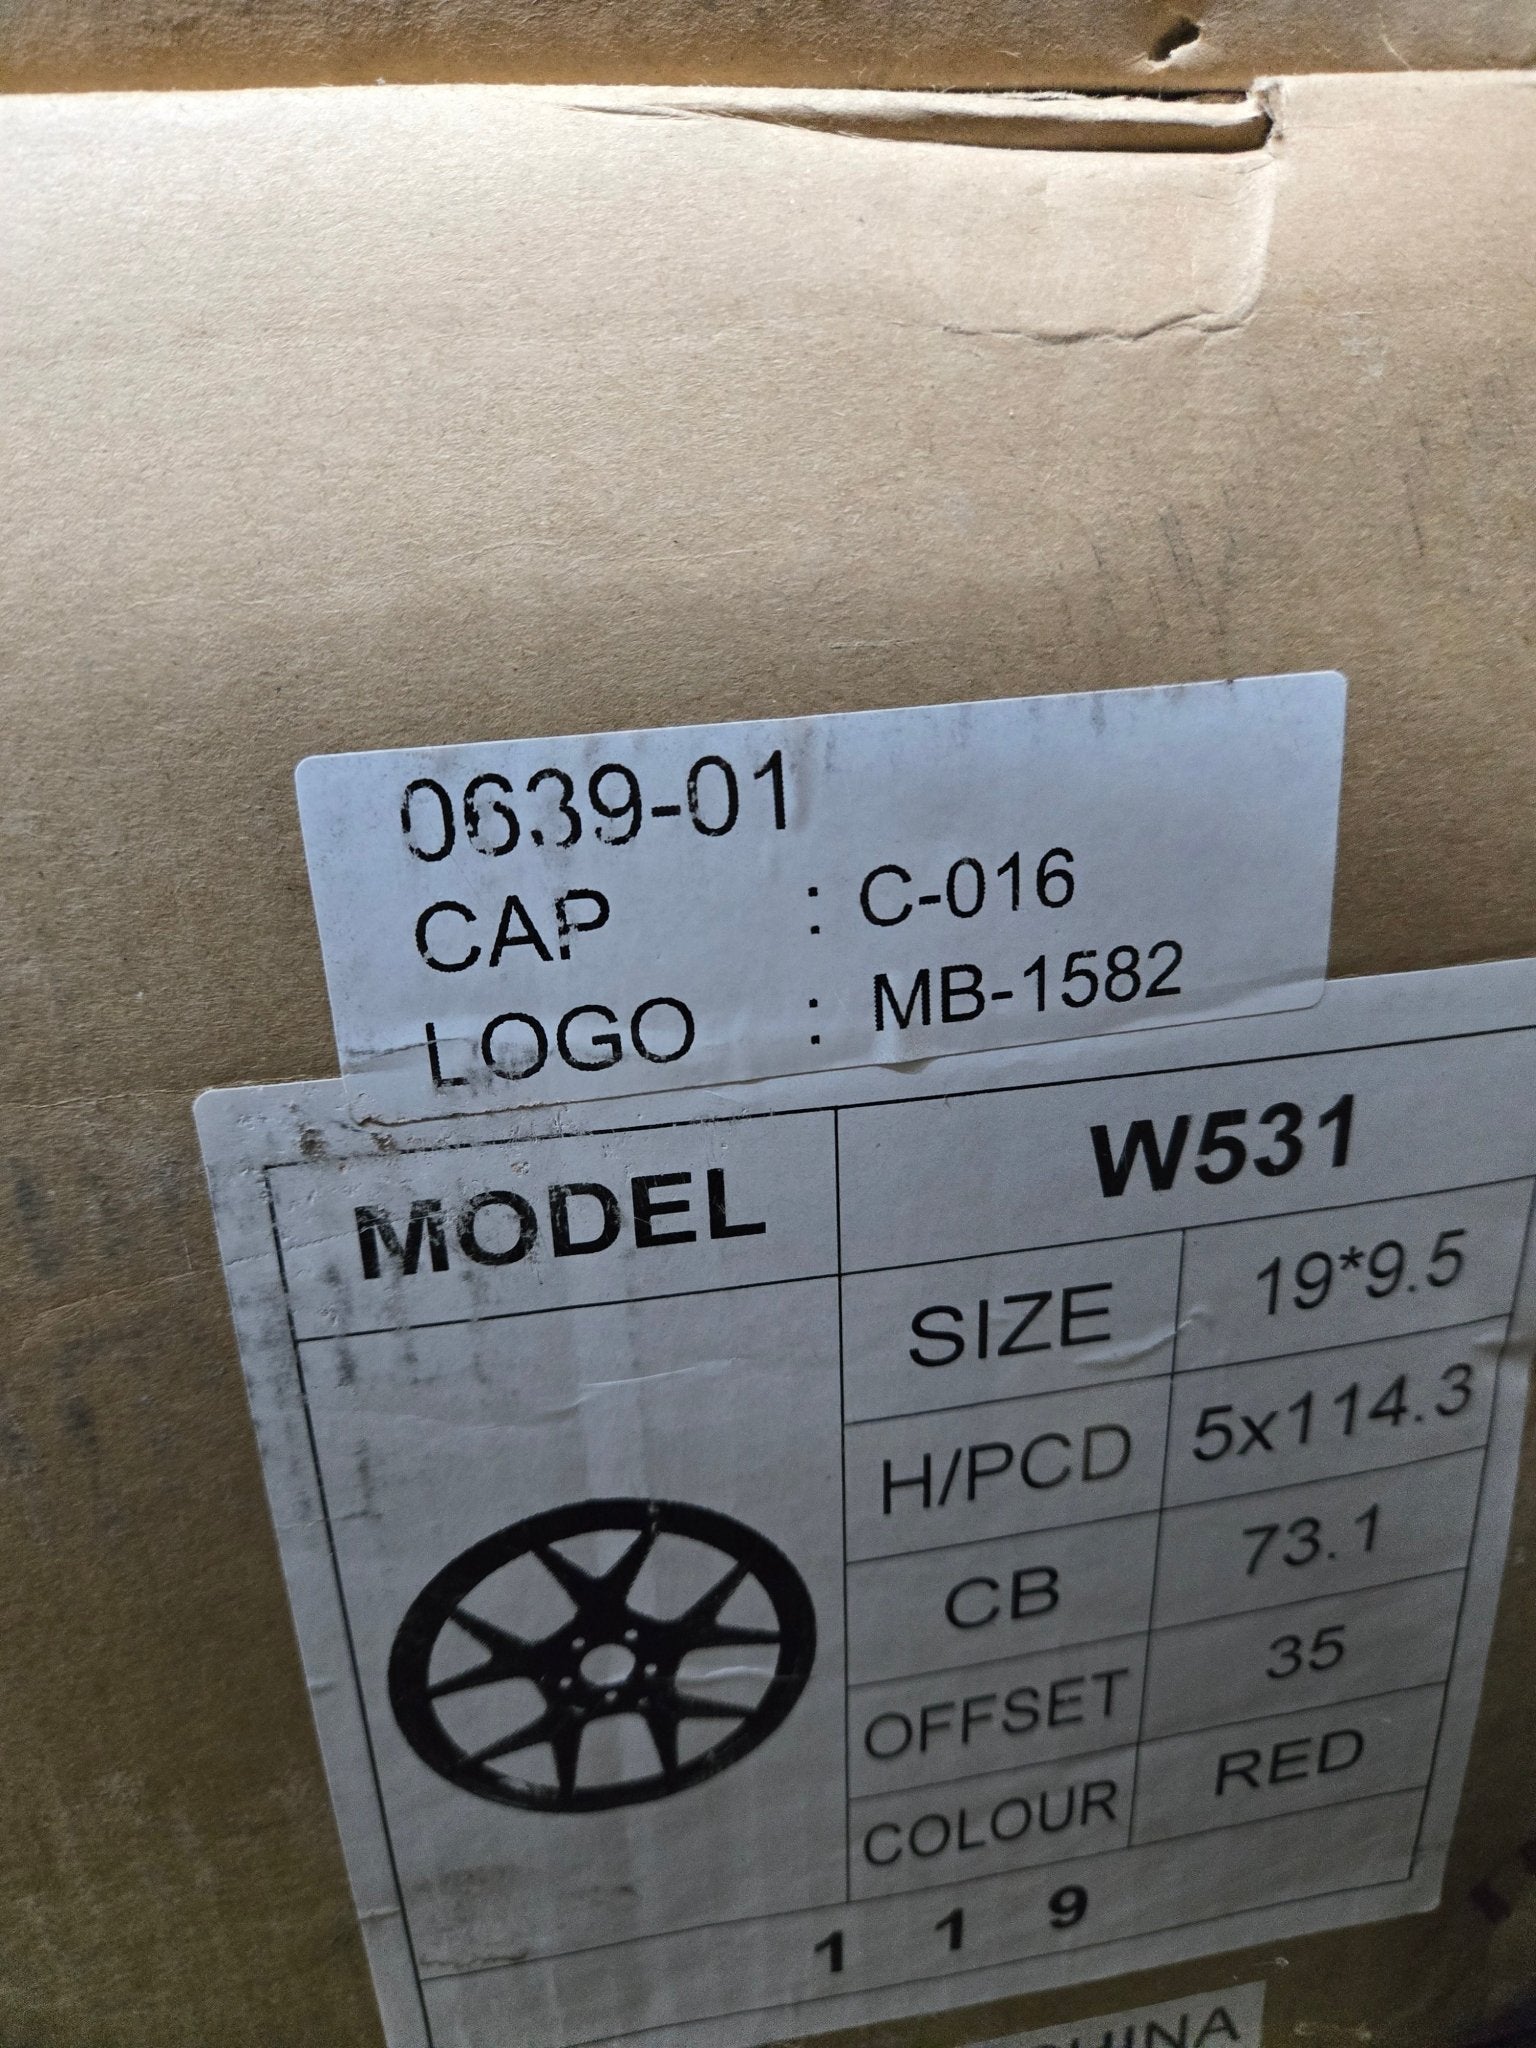 0639-01
CAP : C-016
LOGO : MB-1582
MODEL W531
SIZE 19*9.5
H/PCD 5x114.3
CB 73.1
OFFSET 35
COLOUR RED
1 1 9
CHINA